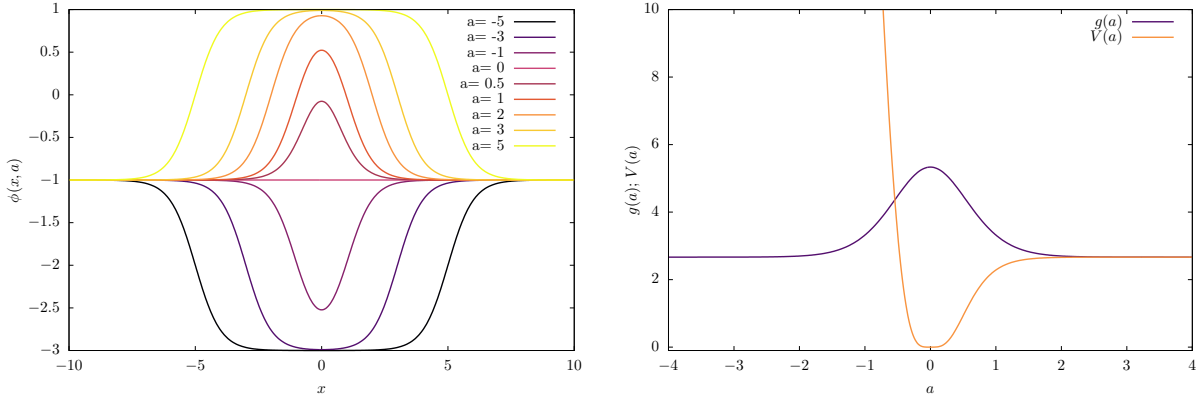 1
0.5
0
−0.5
−1
−1.5
−2
−2.5
−3
ϕ(x, a)
−10
−5
0
5
10
x
a= -5
a= -3
a= -1
a= 0
a= 0.5
a= 1
a= 2
a= 3
a= 5
10
8
6
4
2
0
g(a); V(a)
−4
−3
−2
−1
0
1
2
3
4
a
g(a)
V(a)